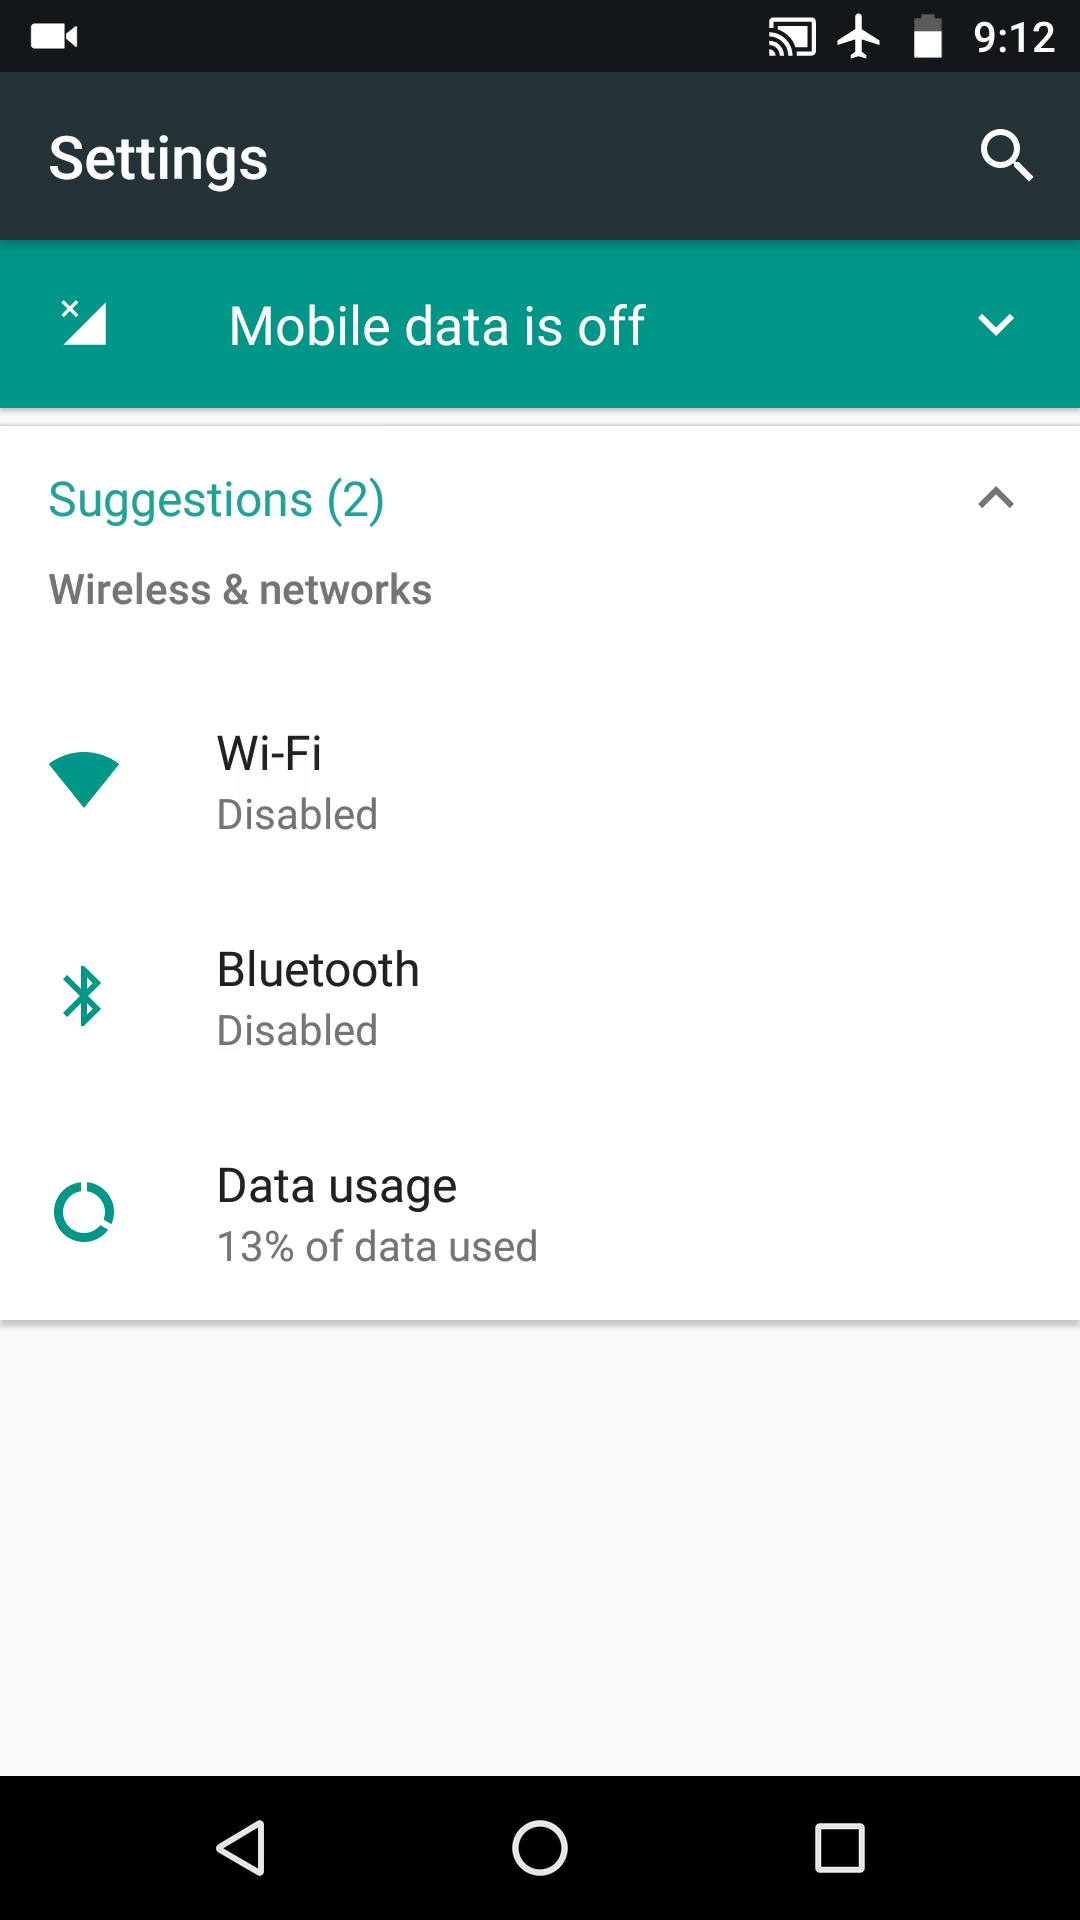 9:12
Settings
Mobile data is off
Suggestions (2)
Wireless & networks
Wi-Fi
Disabled
Bluetooth
Disabled
Data usage
13% of data used